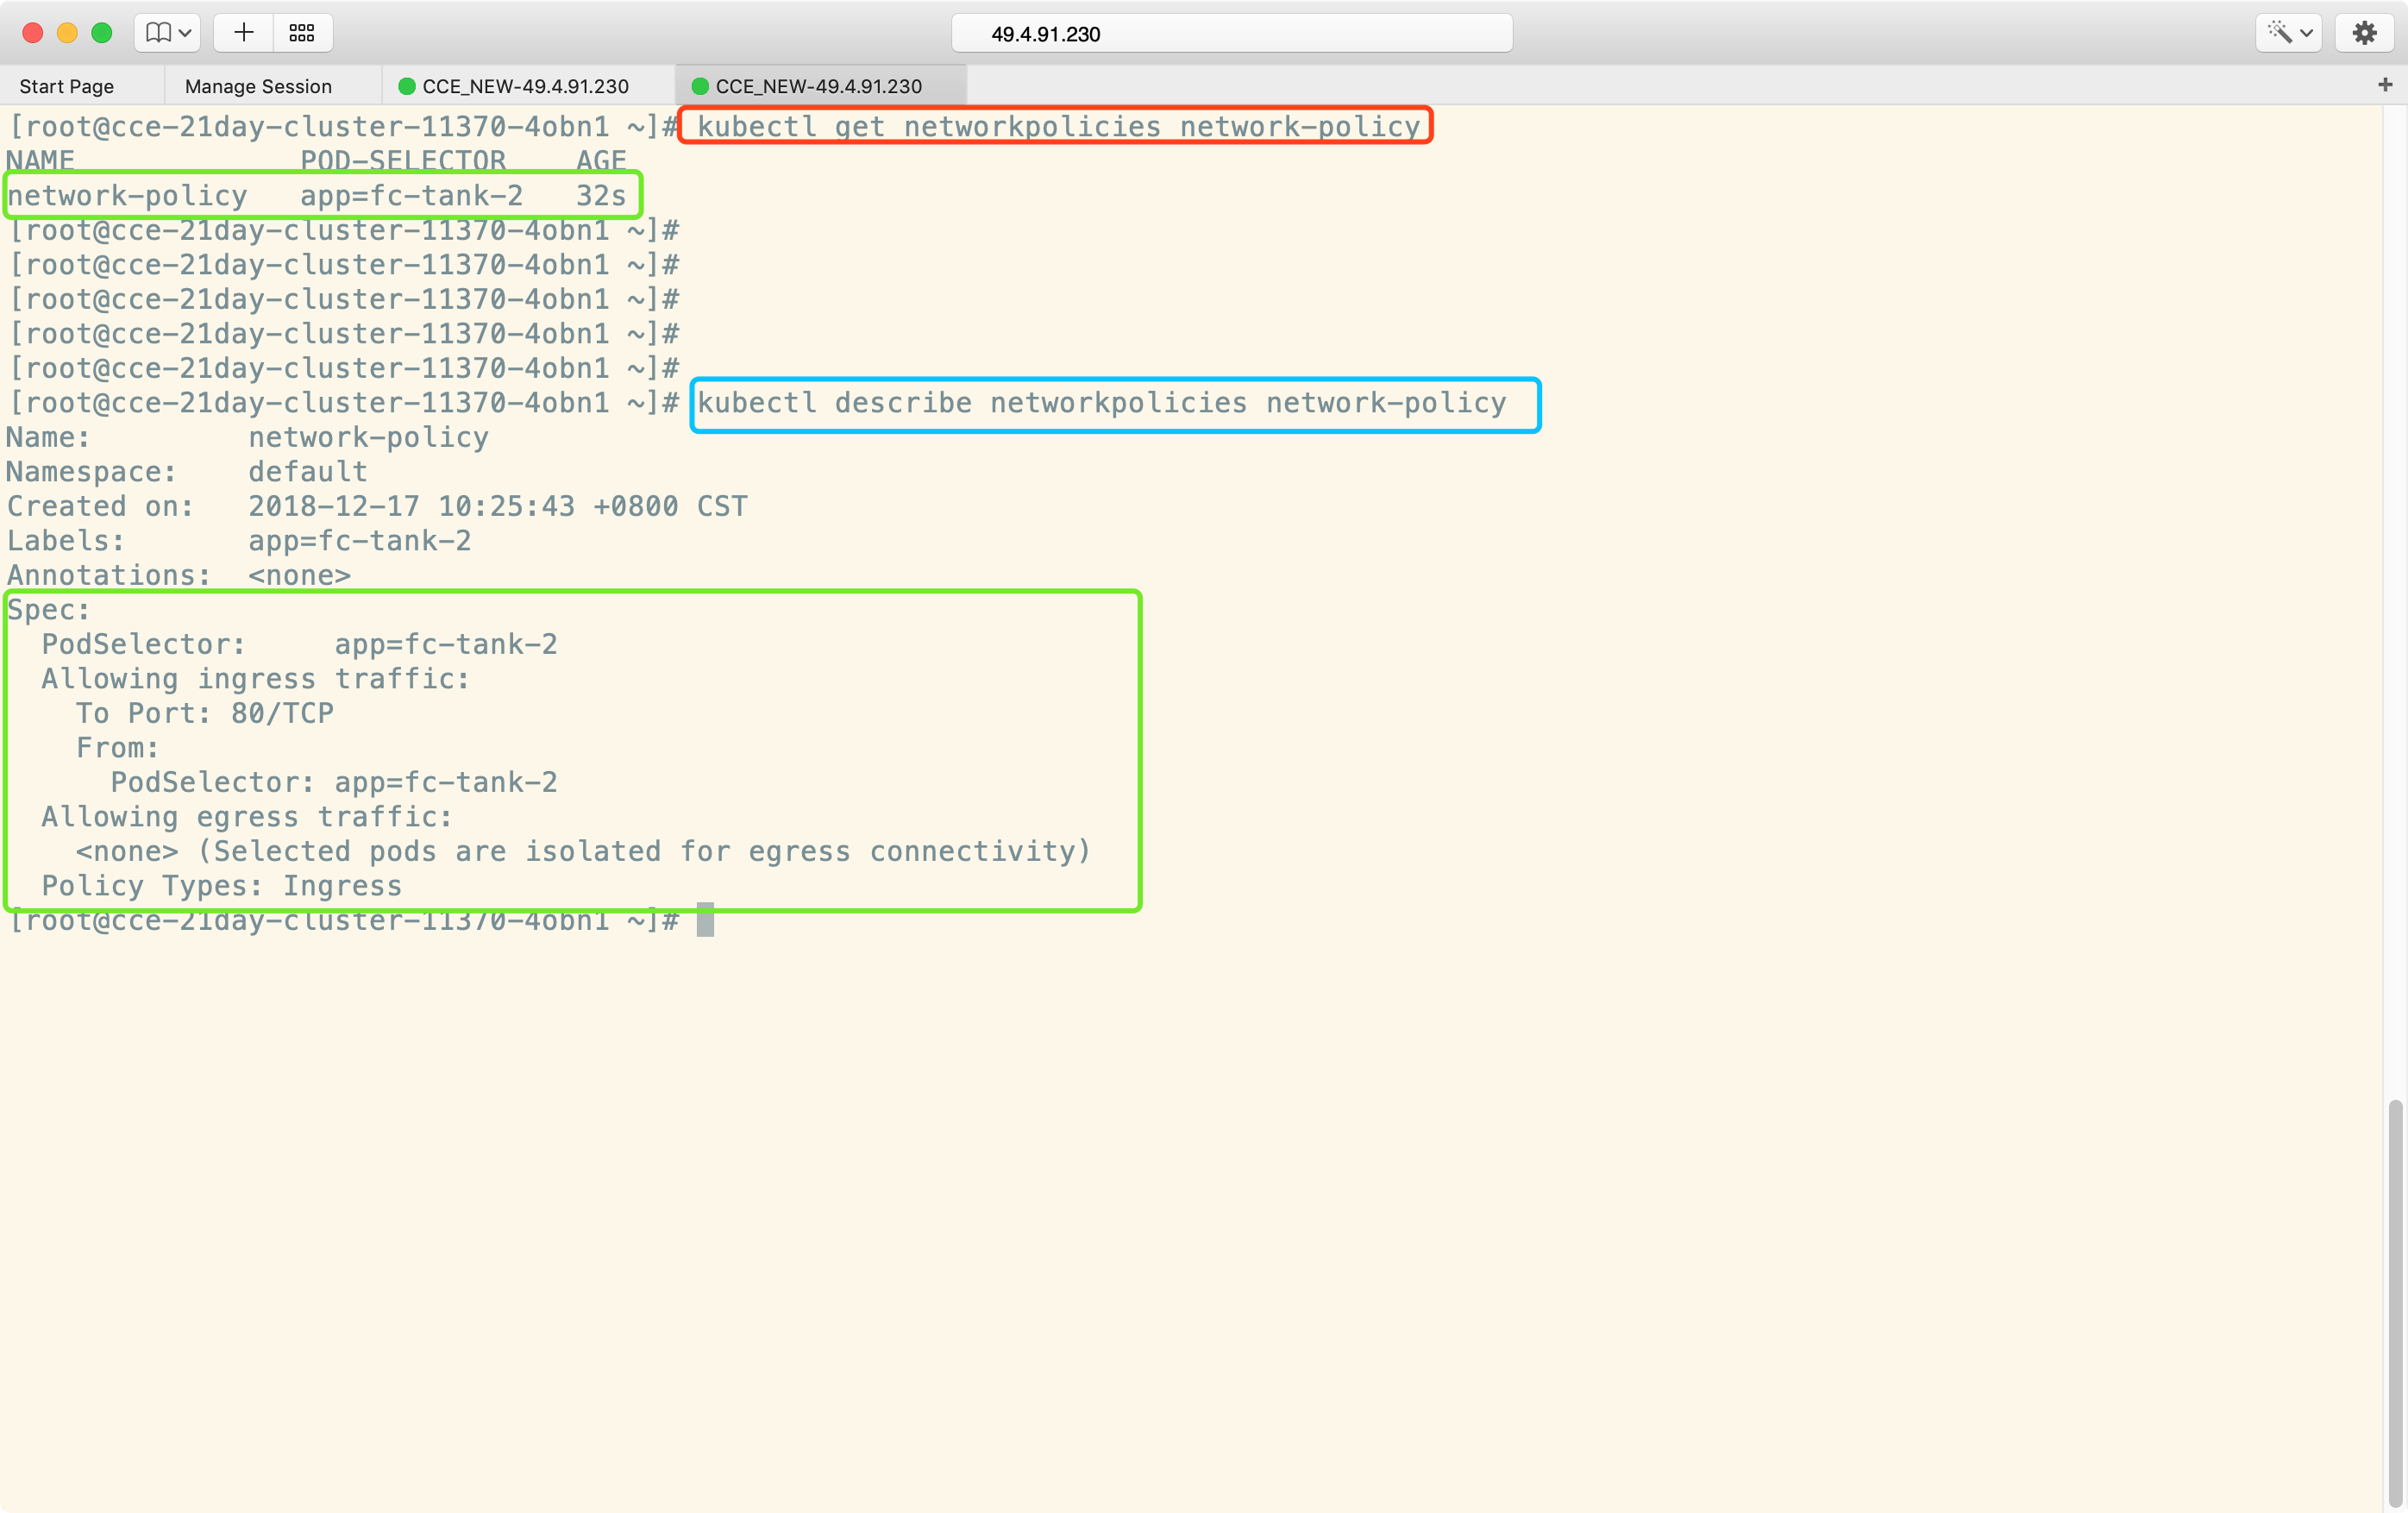 49.4.91.230
Start Page
Manage Session
CCE_NEW-49.4.91.230
CCE_NEW-49.4.91.230
[root@cce-21day-cluster-11370-4obn1 ~]# kubectl get networkpolicies network-policy
NAME             POD-SELECTOR    AGE
network-policy   app=fc-tank-2   32s
[root@cce-21day-cluster-11370-4obn1 ~]#
[root@cce-21day-cluster-11370-4obn1 ~]#
[root@cce-21day-cluster-11370-4obn1 ~]#
[root@cce-21day-cluster-11370-4obn1 ~]#
[root@cce-21day-cluster-11370-4obn1 ~]#
[root@cce-21day-cluster-11370-4obn1 ~]# kubectl describe networkpolicies network-policy
Name:         network-policy
Namespace:    default
Created on:   2018-12-17 10:25:43 +0800 CST
Labels:       app=fc-tank-2
Annotations:  <none>
Spec:
  PodSelector:     app=fc-tank-2
  Allowing ingress traffic:
    To Port: 80/TCP
    From:
      PodSelector: app=fc-tank-2
  Allowing egress traffic:
    <none> (Selected pods are isolated for egress connectivity)
  Policy Types: Ingress
[root@cce-21day-cluster-11370-4obn1 ~]#